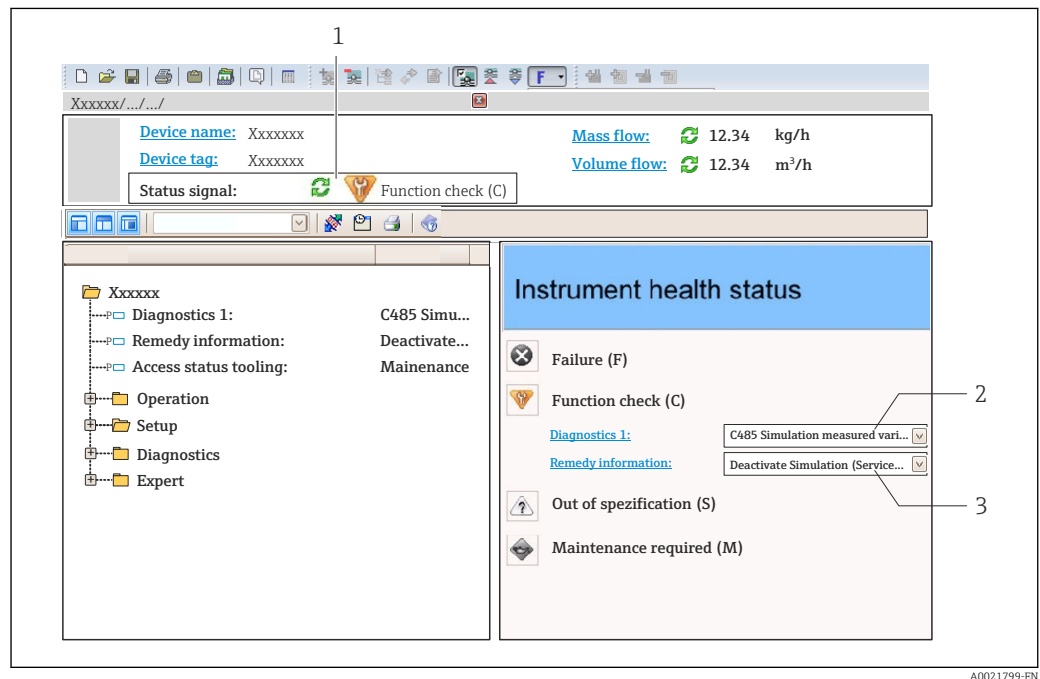 1
F
Xxxxxx/.../.../
Device name: Xxxxxxx
Mass flow: 12.34 kg/h
Device tag: Xxxxxxx
Volume flow: 12.34 m³/h
Status signal: Function check (C)
Xxxxxx
Diagnostics 1: C485 Simu...
Remedy information: Deactivate...
Access status tooling: Mainenance
Operation
Setup
Diagnostics
Expert
Instrument health status
Failure (F)
Function check (C)
2
Diagnostics 1: C485 Simulation measured vari...
Remedy information: Deactivate Simulation (Service...
Out of spezification (S)
3
Maintenance required (M)
A0021799-EN